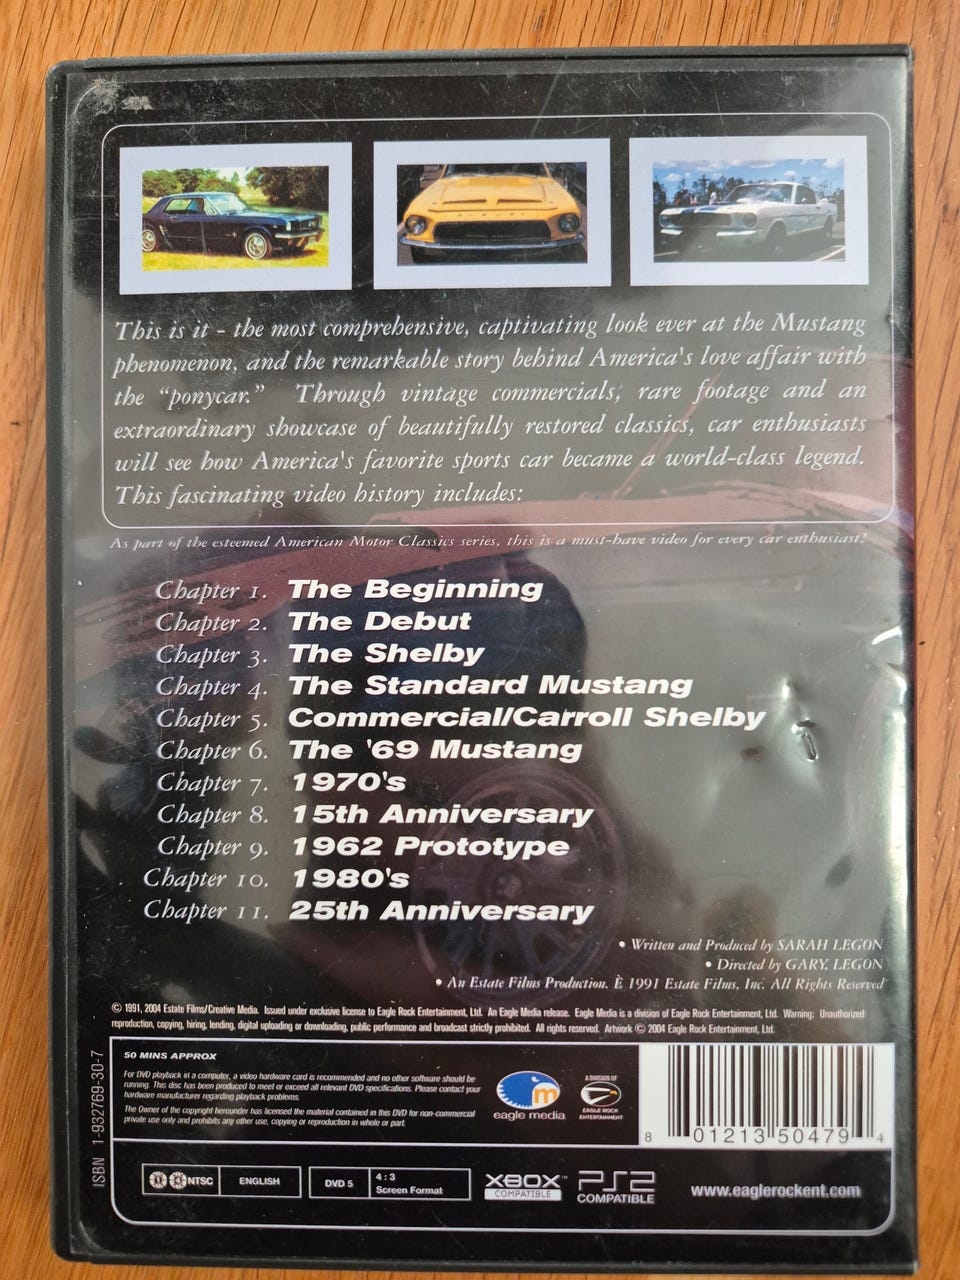 SHELBY
This is it - the most comprehensive, captivating look ever at the Mustang
phenomenon, and the remarkable story behind America's love affair with
the "ponycar." Through vintage commercials, rare footage and an
extraordinary showcase of beautifully restored classics, car enthusiasts
will see how America's favorite sports car became a world-class legend.
This fascinating video history includes:
As part of the esteemed American Motor Classics series, this is a must-have video for every car enthusiast!
Chapter 1. The Beginning
Chapter 2. The Debut
Chapter 3. The Shelby
Chapter 4. The Standard Mustang
Chapter 5. Commercial/Carroll Shelby
Chapter 6. The '69 Mustang
Chapter 7. 1970's
Chapter 8. 15th Anniversary
Chapter 9. 1962 Prototype
Chapter 10. 1980's
Chapter 11. 25th Anniversary
• Written and Produced by SARAH LEGON
• Directed by GARY. LEGON
• An Estate Films Production. È 1991 Estate Films, Inc. All Rights Reserved
© 1991, 2004 Estate Films/Creative Media. Issued under exclusive license to Eagle Rock Entertainment, Ltd. An Eagle Media release. Eagle Media is a division of Eagle Rock Entertainment, Ltd. Warning: Unauthorized
reproduction, copying, hiring, lending, digital uploading or downloading, public performance and broadcast strictly prohibited. All rights reserved. Artwork © 2004 Eagle Rock Entertainment, Ltd.
ISBN 1-932769-30-7
50 MINS APPROX
For DVD playback in a computer, a video hardware card is recommended and no other software should be
running. This disc has been produced to meet or exceed all relevant DVD specifications. Please contact your
hardware manufacturer regarding playback problems.
The Owner of the copyright hereunder has licensed the material contained in this DVD for non-commercial
private use only and prohibits any other use, copying or reproduction in whole or part.
m
eagle media
A DIVISION OF
EAGLE ROCK
ENTERTAINMENT
8 01213 50479 4
NTSC
ENGLISH
DVD 5
4:3
Screen Format
XBOX™
COMPATIBLE
PS2
COMPATIBLE
www.eaglerockent.com